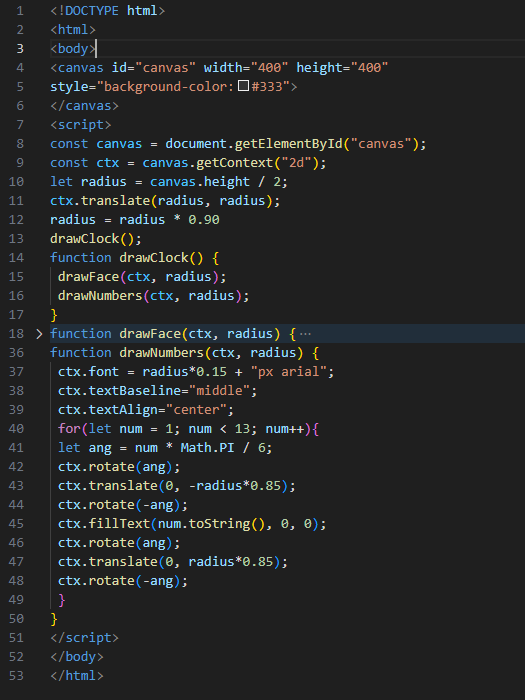 1 <!DOCTYPE html>
2 <html>
3 <body>
4 <canvas id="canvas" width="400" height="400"
5 style="background-color:#333">
6 </canvas>
7 <script>
8 const canvas = document.getElementById("canvas");
9 const ctx = canvas.getContext("2d");
10 let radius = canvas.height / 2;
11 ctx.translate(radius, radius);
12 radius = radius * 0.90
13 drawClock();
14 function drawClock() {
15  drawFace(ctx, radius);
16  drawNumbers(ctx, radius);
17 }
18 > function drawFace(ctx, radius) { ⋯
36 function drawNumbers(ctx, radius) {
37  ctx.font = radius*0.15 + "px arial";
38  ctx.textBaseline="middle";
39  ctx.textAlign="center";
40  for(let num = 1; num < 13; num++){
41  let ang = num * Math.PI / 6;
42  ctx.rotate(ang);
43  ctx.translate(0, -radius*0.85);
44  ctx.rotate(-ang);
45  ctx.fillText(num.toString(), 0, 0);
46  ctx.rotate(ang);
47  ctx.translate(0, radius*0.85);
48  ctx.rotate(-ang);
49  }
50 }
51 </script>
52 </body>
53 </html>